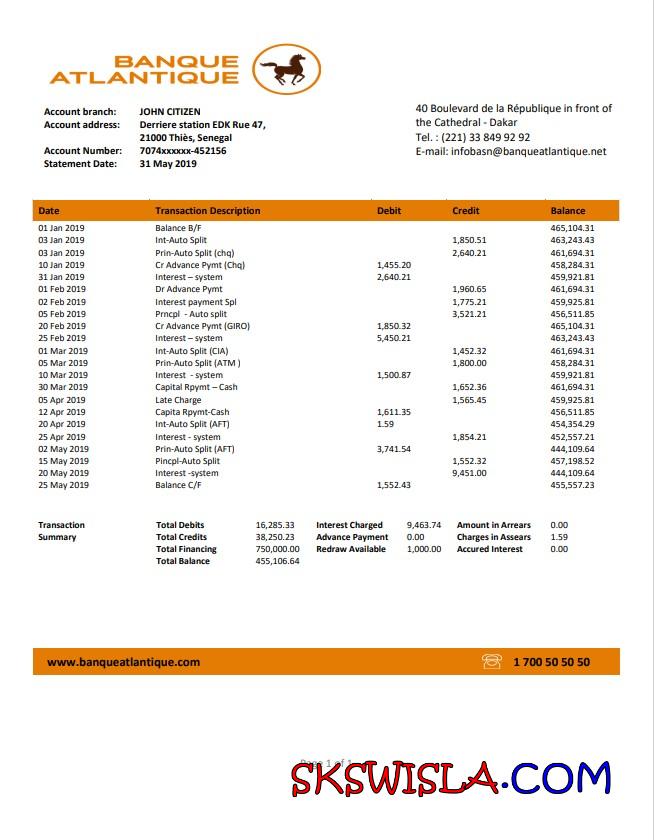 BANQUE
ATLANTIQUE
Account branch: JOHN CITIZEN
Account address: Derriere station EDK Rue 47,
21000 Thiès, Senegal
Account Number: 7074xxxxxx-452156
Statement Date: 31 May 2019
40 Boulevard de la République in front of
the Cathedral - Dakar
Tel. : (221) 33 849 92 92
E-mail: infobasn@banqueatlantique.net
Date Transaction Description Debit Credit Balance
01 Jan 2019 Balance B/F 465,104.31
03 Jan 2019 Int-Auto Split 1,850.51 463,243.43
03 Jan 2019 Prin-Auto Split (chq) 2,640.21 461,694.31
10 Jan 2019 Cr Advance Pymt (Chq) 1,455.20 458,284.31
31 Jan 2019 Interest – system 2,640.21 459,921.81
01 Feb 2019 Dr Advance Pymt 1,960.65 461,694.31
02 Feb 2019 Interest payment Spl 1,775.21 459,925.81
05 Feb 2019 Prncpl - Auto split 3,521.21 456,511.85
20 Feb 2019 Cr Advance Pymt (GIRO) 1,850.32 465,104.31
25 Feb 2019 Interest – system 5,450.21 463,243.43
01 Mar 2019 Int-Auto Split (CIA) 1,452.32 461,694.31
05 Mar 2019 Prin-Auto Split (ATM ) 1,800.00 458,284.31
10 Mar 2019 Interest - system 1,500.87 459,921.81
30 Mar 2019 Capital Rpymt – Cash 1,652.36 461,694.31
05 Apr 2019 Late Charge 1,565.45 459,925.81
12 Apr 2019 Capita Rpymt-Cash 1,611.35 456,511.85
20 Apr 2019 Int-Auto Split (AFT) 1.59 454,354.29
25 Apr 2019 Interest - system 1,854.21 452,557.21
02 May 2019 Prin-Auto Split (AFT) 3,741.54 444,109.64
15 May 2019 Pincpl-Auto Split 1,552.32 457,198.52
20 May 2019 Interest -system 9,451.00 444,109.64
25 May 2019 Balance C/F 1,552.43 455,557.23
Transaction Total Debits 16,285.33 Interest Charged 9,463.74 Amount in Arrears 0.00
Summary Total Credits 38,250.23 Advance Payment 0.00 Charges in Assears 1.59
Total Financing 750,000.00 Redraw Available 1,000.00 Accured Interest 0.00
Total Balance 455,106.64
www.banqueatlantique.com 1 700 50 50 50
Page 1 of 1
SKSWISLA.COM